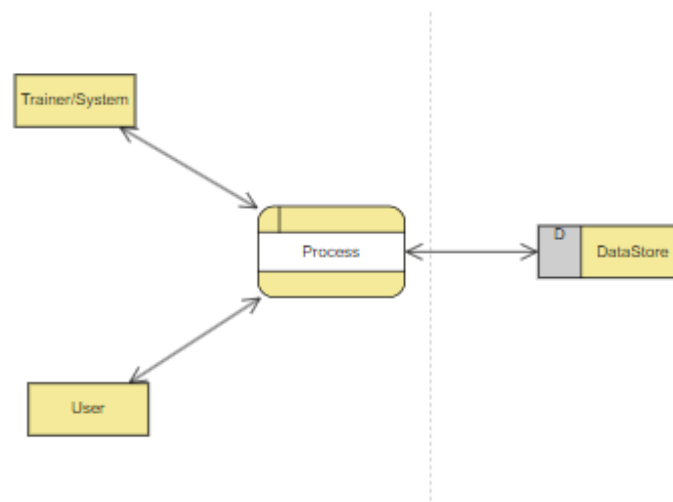 Trainer/System
Process
D
DataStore
User